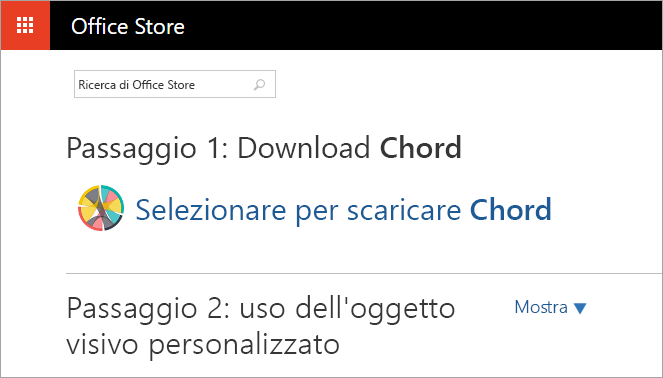 Office Store
Ricerca di Office Store
Passaggio 1: Download Chord
Selezionare per scaricare Chord
Passaggio 2: uso dell'oggetto
visivo personalizzato
Mostra